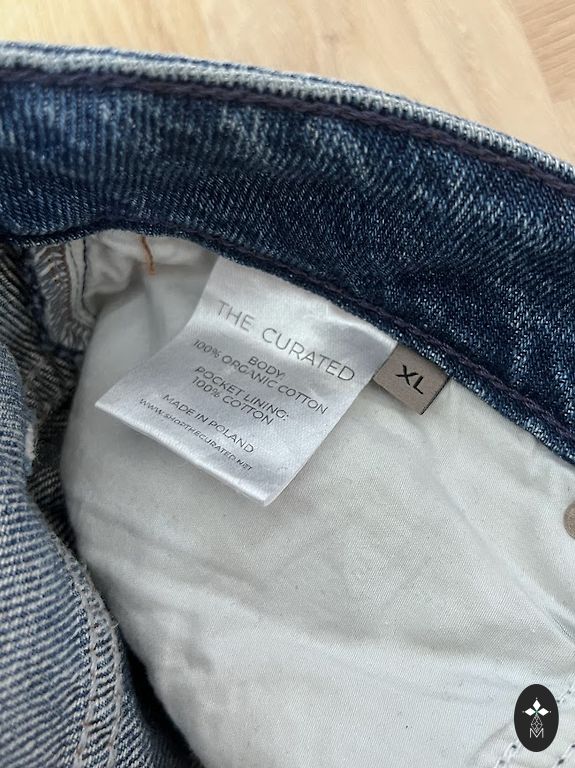 THE CURATED
BODY:
100% ORGANIC COTTON
POCKET LINING:
100% COTTON
MADE IN POLAND
WWW.SHOPTHECURATED.NET
XL
M